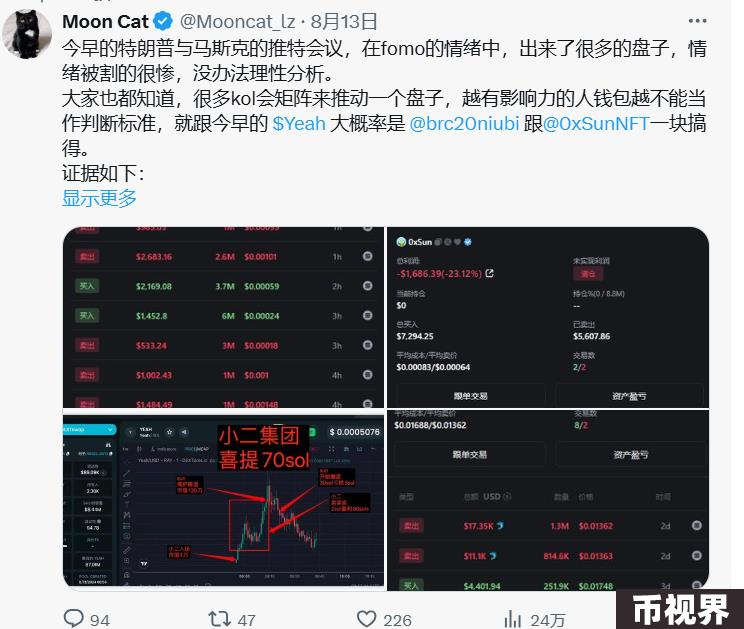 Moon Cat @Mooncat_lz · 8月13日
今早的特朗普与马斯克的推特会议，在fomo的情绪中，出来了很多的盘子，情
绪被割的很惨，没办法理性分析。
大家也都知道，很多kol会矩阵来推动一个盘子，越有影响力的人钱包越不能当
作判断标准，就跟今早的 $Yeah 大概率是 @brc20niubi 跟@0xSunNFT一块搞
得。
证据如下：
显示更多
卖出 $2,683.16 2.6M $0.00101 1h
买入 $2,169.08 3.7M $0.00059 2h
买入 $1,452.8 6M $0.00024 3h
卖出 $533.24 3M $0.00018 3h
卖出 $1,002.43 1M $0.001 4h
卖出 $1,484.49 1M $0.00148 4h
0xSun
总利润 未实现利润
-$1,686.39(-23.12%) 清仓
当前持仓 持仓%(0 / 8.8M)
$0 --
总买入 已卖出
$7,294.25 $5,607.86
平均成本/平均卖价 交易数
$0.00083/$0.00064 2/2
跟单交易 资产盈亏
YEAH
$ 0.0005076
小二集团
喜提70sol
平均成本/平均卖价 交易数
$0.01688/$0.01362 8/2
跟单交易 资产盈亏
类型 总额 USD 数量 价格 时间
卖出 $17.35K 1.3M $0.01362 2d
卖出 $11.1K 814.6K $0.01363 2d
买入 $4,401.94 251.9K $0.01748 3d
94 47 226 24万
币视界